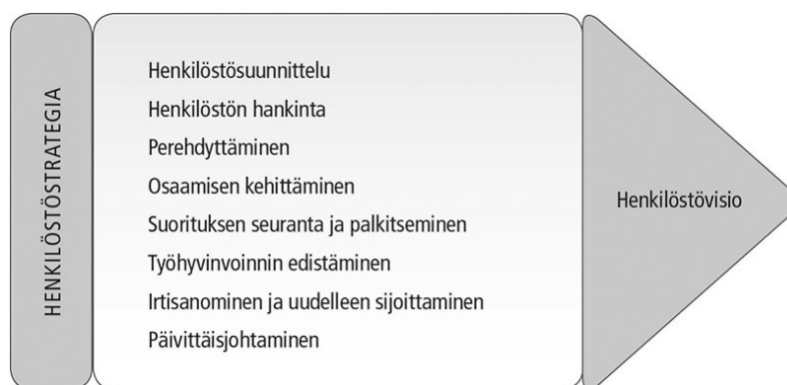 HENKILÖSTÖSTRATEGIA
Henkilöstösuunnittelu
Henkilöstön hankinta
Perehdyttäminen
Osaamisen kehittäminen
Suorituksen seuranta ja palkitseminen
Työhyvinvoinnin edistäminen
Irtisanominen ja uudelleen sijoittaminen
Päivittäisjohtaminen
Henkilöstövisio